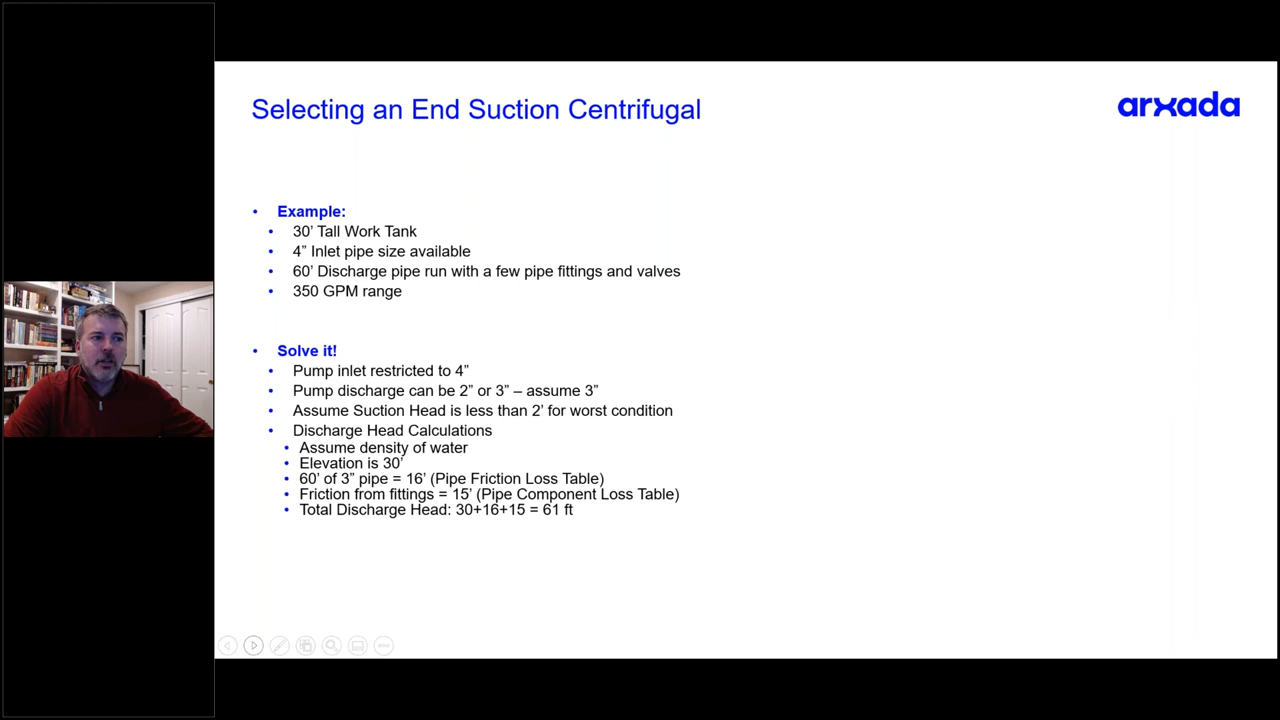 Selecting an End Suction Centrifugal
arxada
• Example:
• 30’ Tall Work Tank
• 4” Inlet pipe size available
• 60’ Discharge pipe run with a few pipe fittings and valves
• 350 GPM range
• Solve it!
• Pump inlet restricted to 4”
• Pump discharge can be 2” or 3” – assume 3”
• Assume Suction Head is less than 2’ for worst condition
• Discharge Head Calculations
• Assume density of water
• Elevation is 30’
• 60’ of 3” pipe = 16’ (Pipe Friction Loss Table)
• Friction from fittings = 15’ (Pipe Component Loss Table)
• Total Discharge Head: 30+16+15 = 61 ft